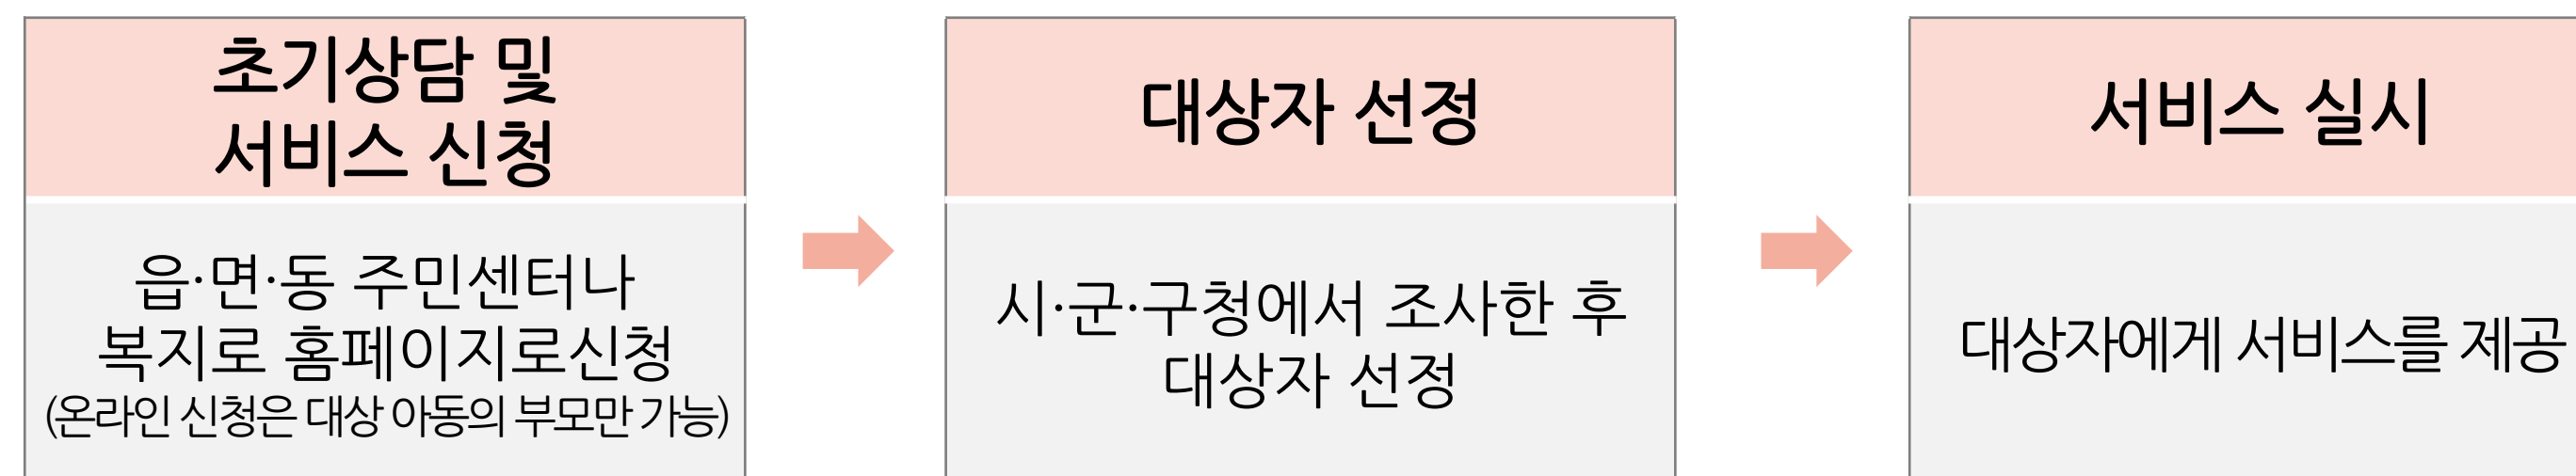 초기상담 및
서비스 신청
읍·면·동 주민센터나
복지로 홈페이지로신청
(온라인 신청은 대상 아동의 부모만 가능)
대상자 선정
시·군·구청에서 조사한 후
대상자 선정
서비스 실시
대상자에게 서비스를 제공